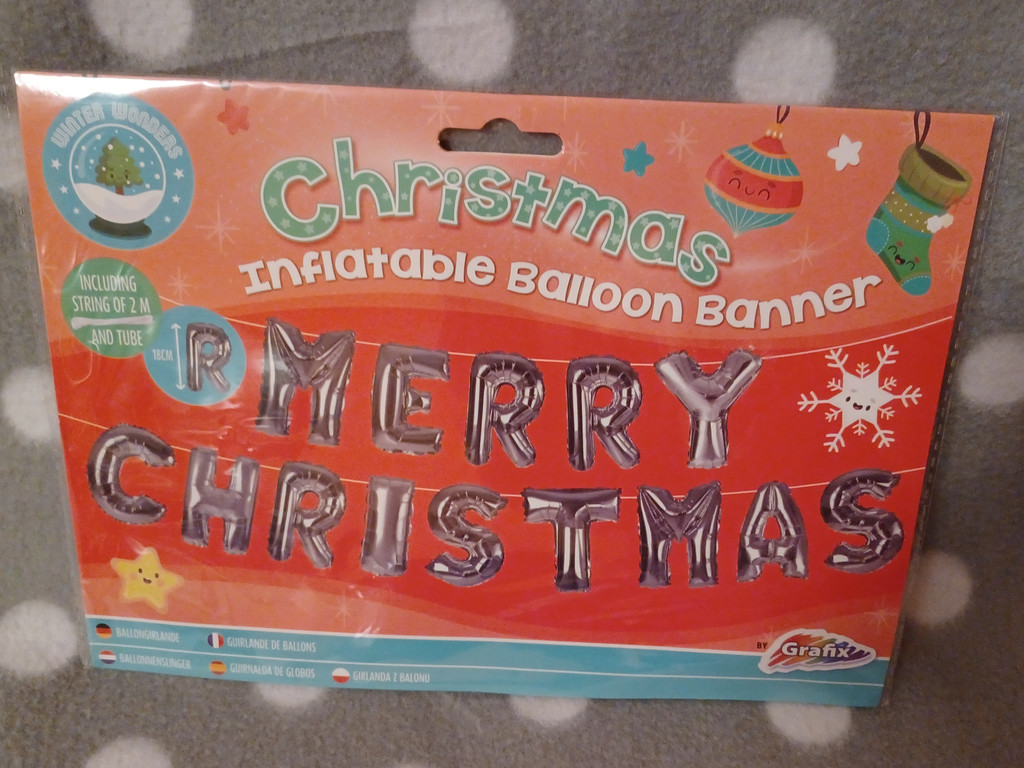 WINTER WONDERS
Christmas
Inflatable Balloon Banner
INCLUDING
STRING OF 2 M
AND TUBE
18CM
R
MERRY
CHRISTMAS
BALLONGIRLANDE
GUIRLANDE DE BALLONS
BALLONNENSLINGER
GUIRNALDA DE GLOBOS
GIRLANDA Z BALONU
BY Grafix